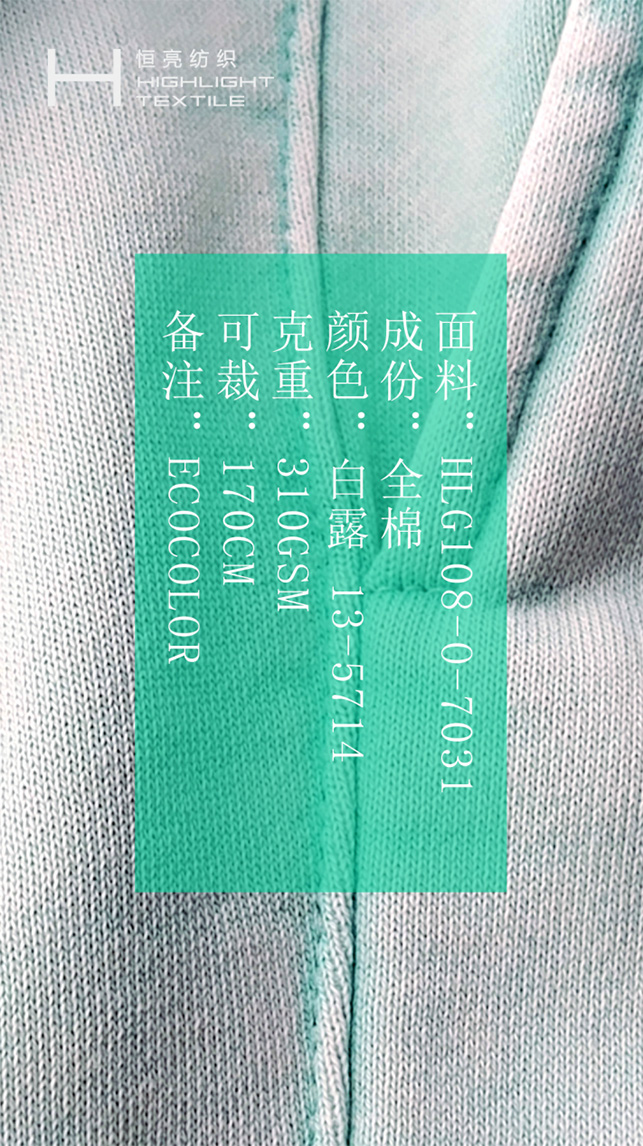 恒亮纺织
HIGHLIGHT
TEXTILE
面料：HLG108-0-7031
成份：全棉
颜色：白露 13-5714
克重：310GSM
可裁：170CM
备注：ECOCOLOR